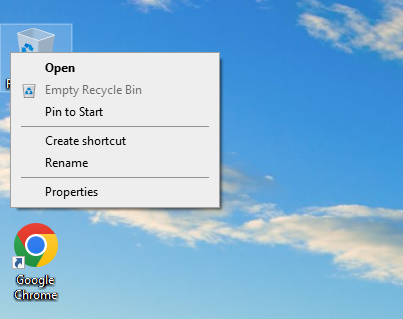 Open
Empty Recycle Bin
Pin to Start
Create shortcut
Rename
Properties
Google
Chrome